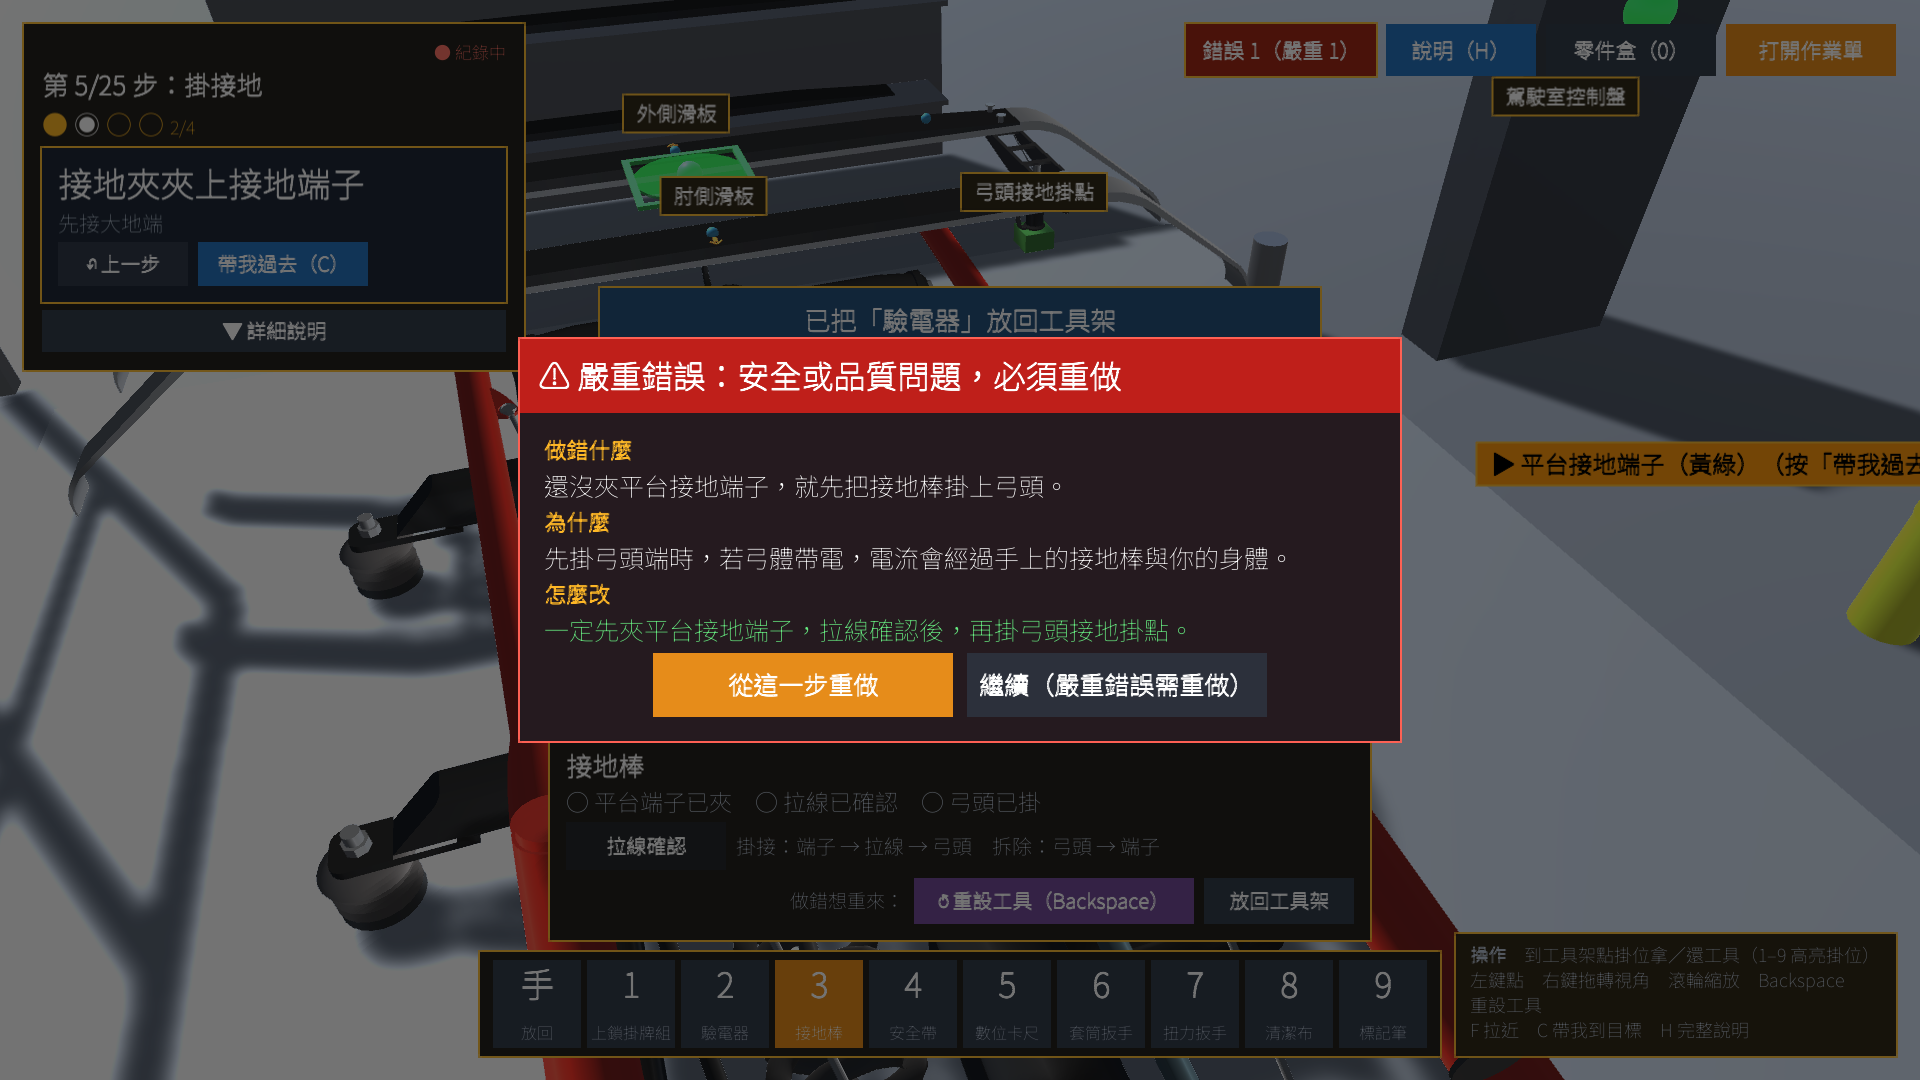 紀錄中
第 5/25 步：掛接地
2/4
接地夾夾上接地端子
先接大地端
上一步
帶我過去（C）
▼詳細說明
外側滑板
肘側滑板
弓頭接地掛點
錯誤 1（嚴重 1）
說明（H）
零件盒（0）
打開作業單
駕駛室控制盤
已把「驗電器」放回工具架
▶平台接地端子（黃綠）（按「帶我過去
嚴重錯誤：安全或品質問題，必須重做
做錯什麼
還沒夾平台接地端子，就先把接地棒掛上弓頭。
為什麼
先掛弓頭端時，若弓體帶電，電流會經過手上的接地棒與你的身體。
怎麼改
一定先夾平台接地端子，拉線確認後，再掛弓頭接地掛點。
從這一步重做
繼續（嚴重錯誤需重做）
接地棒
平台端子已夾 拉線已確認 弓頭已掛
拉線確認
掛接：端子→拉線→弓頭 拆除：弓頭→端子
做錯想重來：
重設工具（Backspace）
放回工具架
手 1 2 3 4 5 6 7 8 9
放回 上鎖掛牌組 驗電器 接地棒 安全帶 數位卡尺 套筒扳手 扭力扳手 清潔布 標記筆
操作 到工具架點掛位拿／還工具（1–9 高亮掛位）
左鍵點 右鍵拖轉視角 滾輪縮放 Backspace
重設工具
F 拉近 C 帶我到目標 H 完整說明